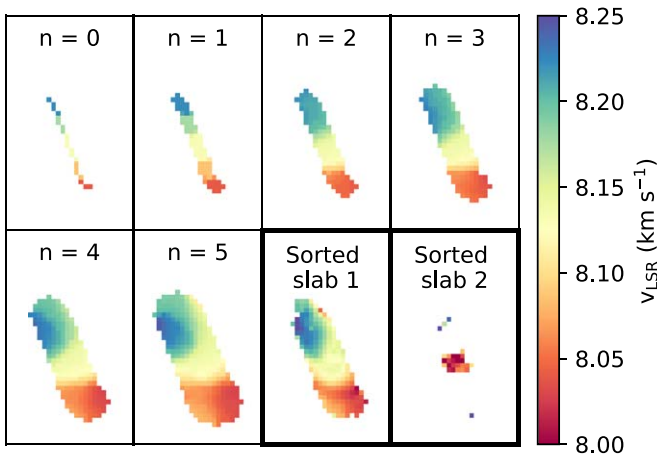 n = 0
n = 1
n = 2
n = 3
n = 4
n = 5
Sorted
slab 1
Sorted
slab 2
8.25
8.20
8.15
8.10
8.05
8.00
v_LSR (km s⁻¹)